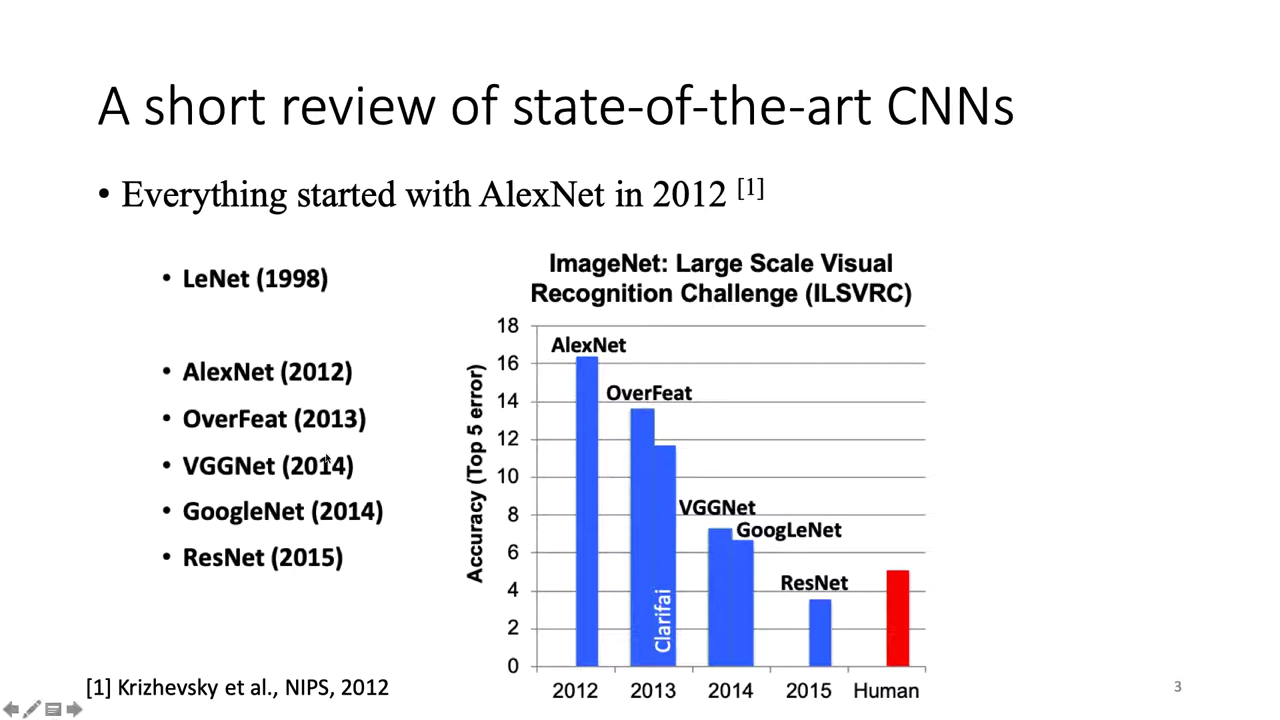 A short review of state-of-the-art CNNs
• Everything started with AlexNet in 2012 [1]
• LeNet (1998)
• AlexNet (2012)
• OverFeat (2013)
• VGGNet (2014)
• GoogleNet (2014)
• ResNet (2015)
ImageNet: Large Scale Visual
Recognition Challenge (ILSVRC)
Accuracy (Top 5 error)
18
16
14
12
10
8
6
4
2
0
AlexNet
OverFeat
Clarifai
VGGNet
GoogLeNet
ResNet
2012 2013 2014 2015 Human
[1] Krizhevsky et al., NIPS, 2012
3